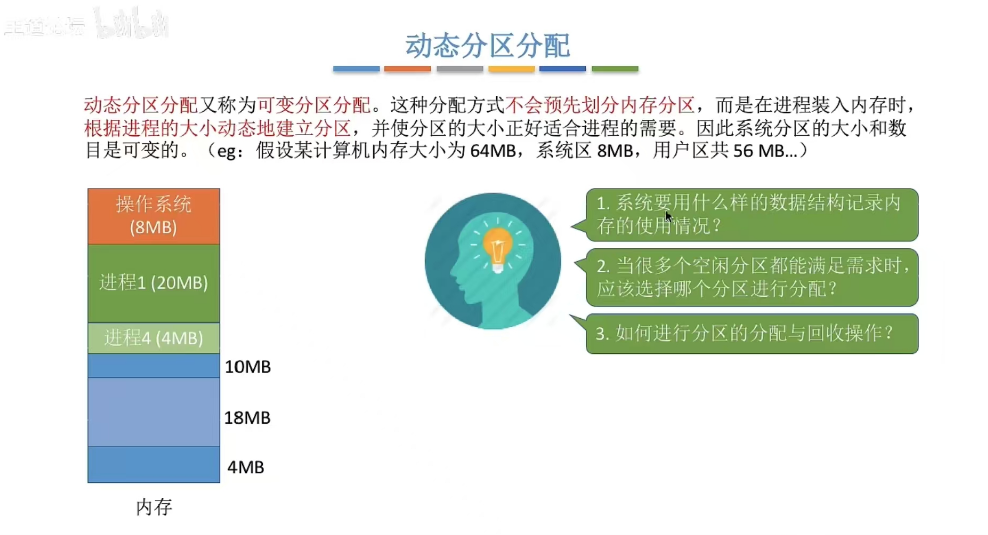 动态分区分配
动态分区分配又称为可变分区分配。这种分配方式不会预先划分内存分区，而是在进程装入内存时，
根据进程的大小动态地建立分区，并使分区的大小正好适合进程的需要。因此系统分区的大小和数
目是可变的。（eg：假设某计算机内存大小为 64MB，系统区 8MB，用户区共 56 MB…）
操作系统
(8MB)
进程1 (20MB)
进程4 (4MB)
10MB
18MB
4MB
内存
1. 系统要用什么样的数据结构记录内
存的使用情况？
2. 当很多个空闲分区都能满足需求时，
应该选择哪个分区进行分配？
3. 如何进行分区的分配与回收操作？